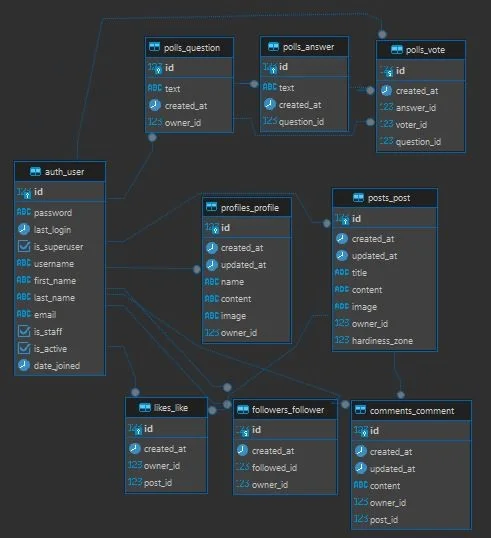 polls_question
123 id
ABC text
created_at
123 owner_id
polls_answer
123 id
ABC text
created_at
123 question_id
polls_vote
123 id
created_at
123 answer_id
123 voter_id
123 question_id
auth_user
123 id
ABC password
last_login
is_superuser
ABC username
ABC first_name
ABC last_name
ABC email
is_staff
is_active
date_joined
profiles_profile
123 id
created_at
updated_at
ABC name
ABC content
ABC image
123 owner_id
posts_post
123 id
created_at
updated_at
ABC title
ABC content
ABC image
123 owner_id
123 hardiness_zone
likes_like
123 id
created_at
123 owner_id
123 post_id
followers_follower
123 id
created_at
123 followed_id
123 owner_id
comments_comment
123 id
created_at
updated_at
ABC content
123 owner_id
123 post_id